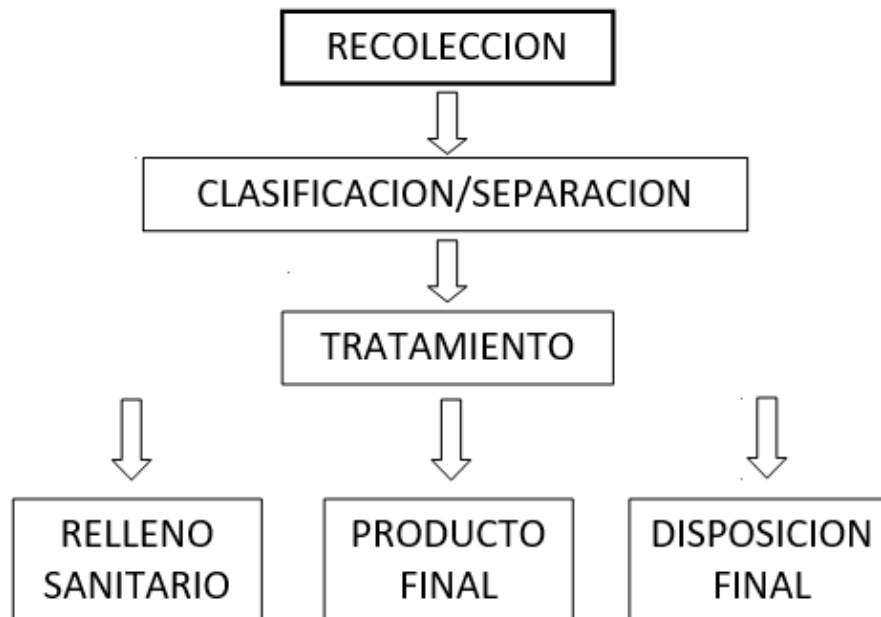 RECOLECCION
CLASIFICACION/SEPARACION
TRATAMIENTO
RELLENO
SANITARIO
PRODUCTO
FINAL
DISPOSICION
FINAL